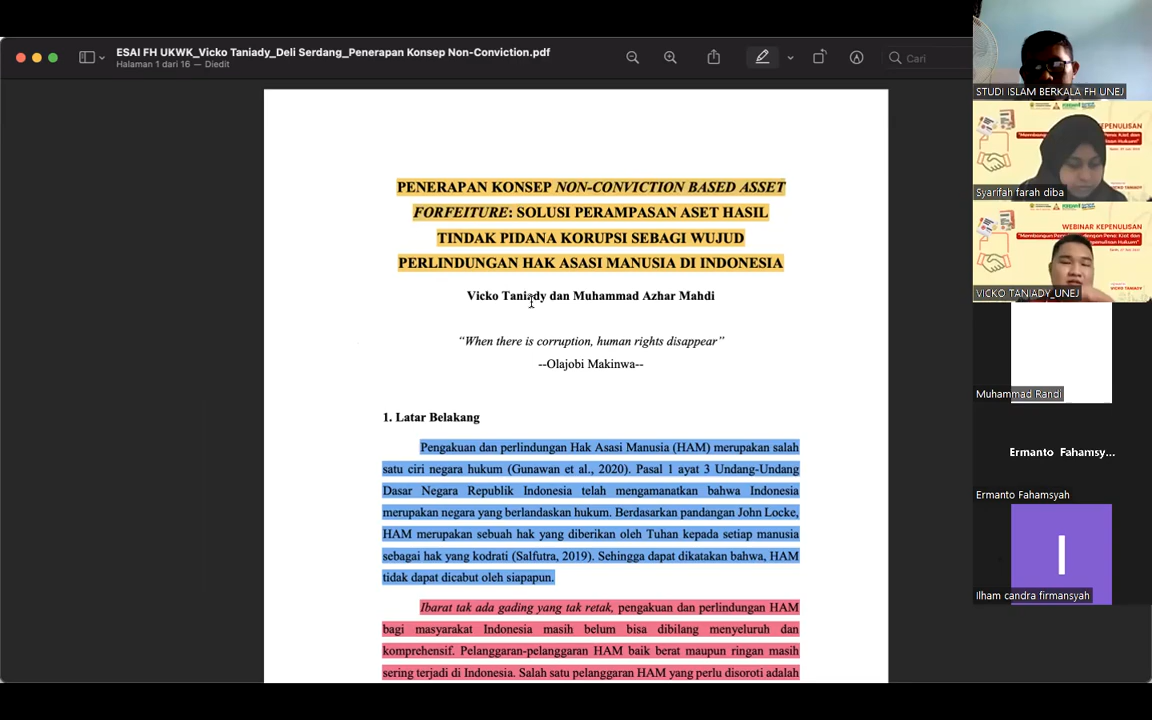 ESAI FH UKWK_Vicko Taniady_Deli Serdang_Penerapan Konsep Non-Conviction.pdf
Halaman 1 dari 16 — Diedit
Cari
PENERAPAN KONSEP NON-CONVICTION BASED ASSET
FORFEITURE: SOLUSI PERAMPASAN ASET HASIL
TINDAK PIDANA KORUPSI SEBAGI WUJUD
PERLINDUNGAN HAK ASASI MANUSIA DI INDONESIA
Vicko Taniady dan Muhammad Azhar Mahdi
“When there is corruption, human rights disappear”
--Olajobi Makinwa--
1. Latar Belakang
Pengakuan dan perlindungan Hak Asasi Manusia (HAM) merupakan salah
satu ciri negara hukum (Gunawan et al., 2020). Pasal 1 ayat 3 Undang-Undang
Dasar Negara Republik Indonesia telah mengamanatkan bahwa Indonesia
merupakan negara yang berlandaskan hukum. Berdasarkan pandangan John Locke,
HAM merupakan sebuah hak yang diberikan oleh Tuhan kepada setiap manusia
sebagai hak yang kodrati (Salfutra, 2019). Sehingga dapat dikatakan bahwa, HAM
tidak dapat dicabut oleh siapapun.
Ibarat tak ada gading yang tak retak, pengakuan dan perlindungan HAM
bagi masyarakat Indonesia masih belum bisa dibilang menyeluruh dan
komprehensif. Pelanggaran-pelanggaran HAM baik berat maupun ringan masih
sering terjadi di Indonesia. Salah satu pelanggaran HAM yang perlu disoroti adalah
STUDI ISLAM BERKALA FH UNEJ
Syarifah farah diba
WEBINAR KEPENULISAN
VICKO TANIADY_UNEJ
Muhammad Randi
Ermanto Fahamsy...
Ermanto Fahamsyah
I
Ilham candra firmansyah